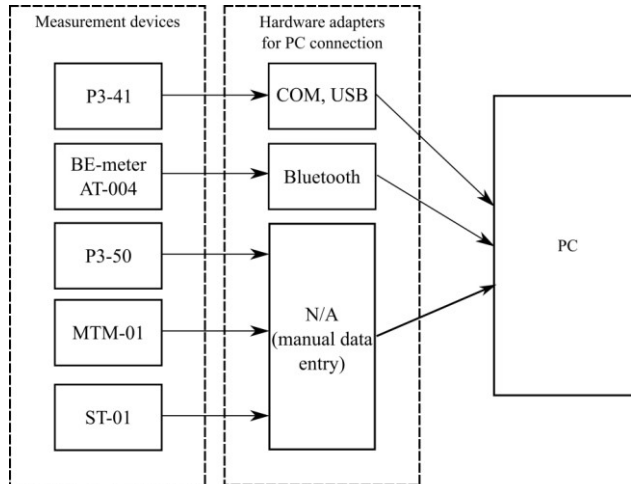 Measurement devices
Hardware adapters
for PC connection
P3-41
COM, USB
BE-meter
AT-004
Bluetooth
P3-50
MTM-01
ST-01
N/A
(manual data
entry)
PC